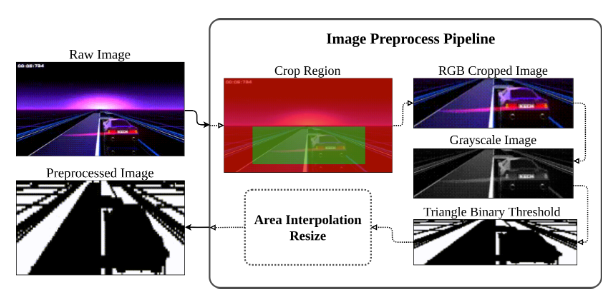 Image Preprocess Pipeline
Raw Image
Crop Region
RGB Cropped Image
Grayscale Image
Preprocessed Image
Triangle Binary Threshold
Area Interpolation
Resize